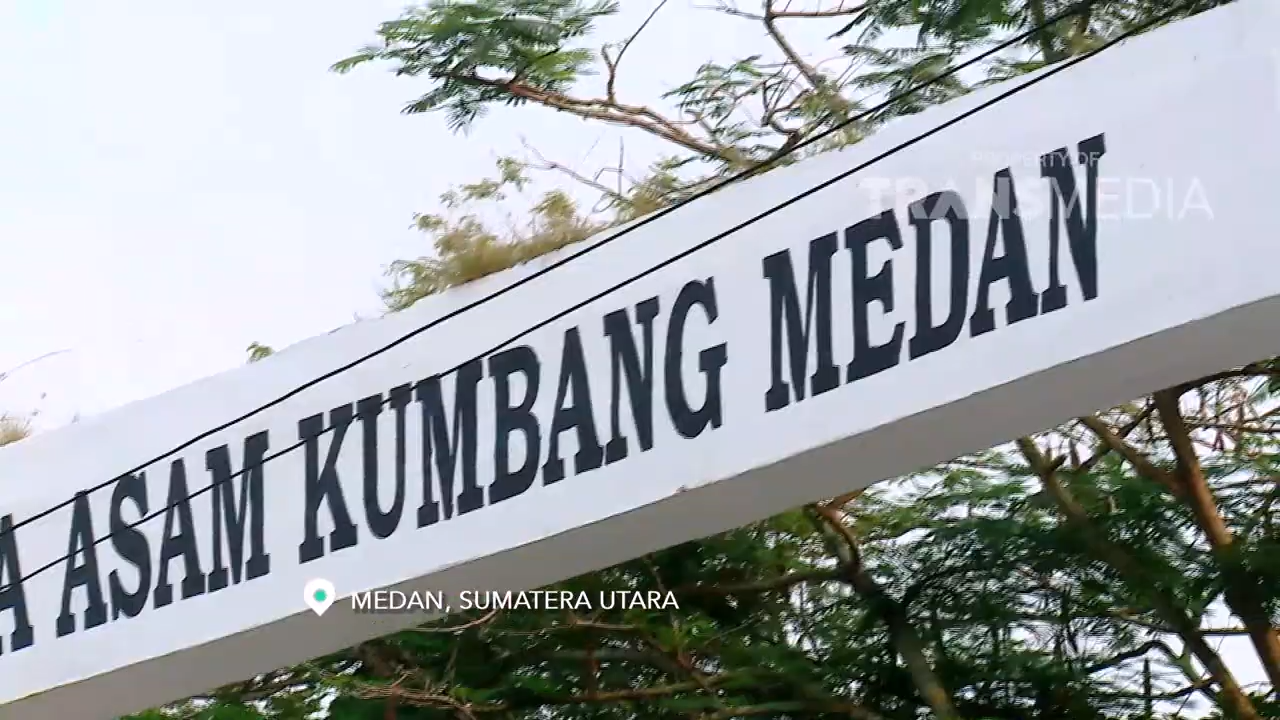 PROPERTY OF
TRANSMEDIA
A ASAM KUMBANG MEDAN
MEDAN, SUMATERA UTARA